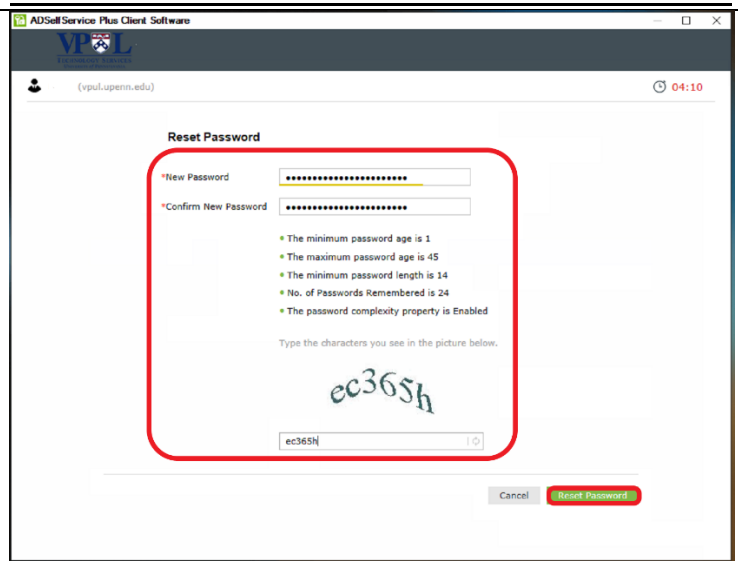 ADSelfService Plus Client Software
VPUL
TECHNOLOGY SERVICES
(vpul.upenn.edu)
04:10
Reset Password
*New Password
*Confirm New Password
The minimum password age is 1
The maximum password age is 45
The minimum password length is 14
No. of Passwords Remembered is 24
The password complexity property is Enabled
Type the characters you see in the picture below.
ec365h
ec365h
Cancel Reset Password